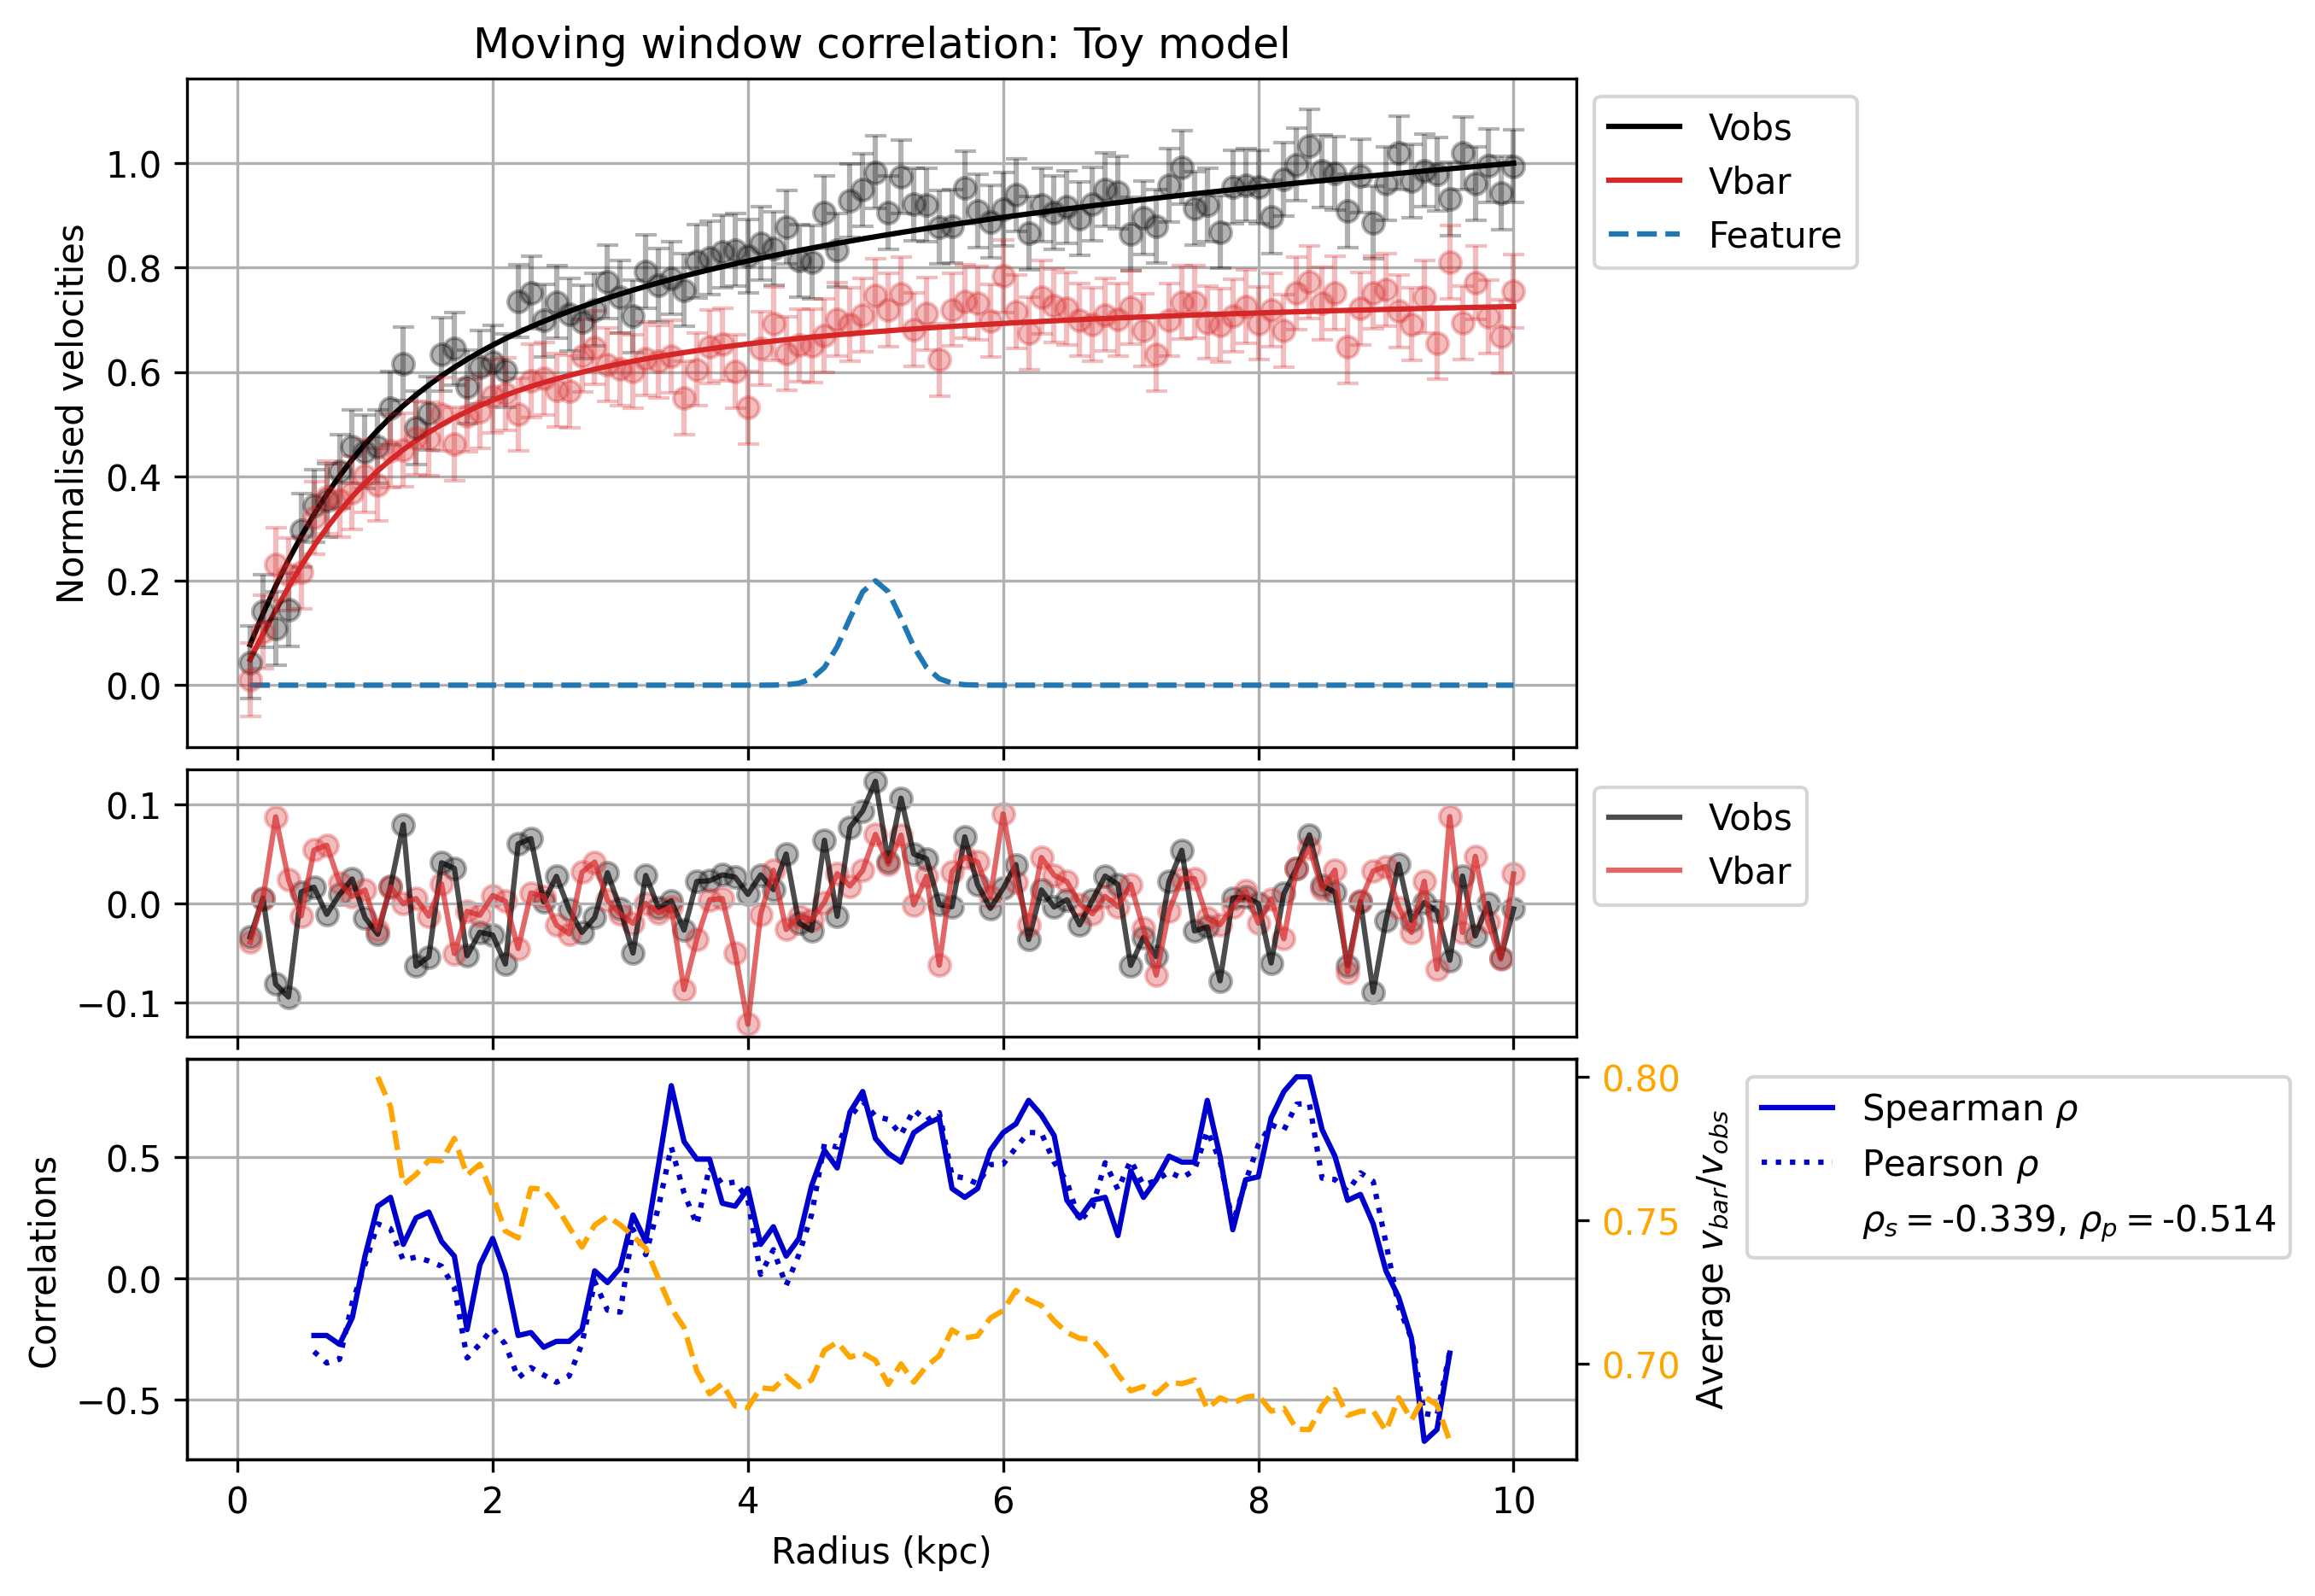 Moving window correlation: Toy model
Normalised velocities
1.0
0.8
0.6
0.4
0.2
0.0
Vobs
Vbar
Feature
0.1
0.0
−0.1
Vobs
Vbar
Correlations
0.5
0.0
−0.5
0.80
0.75
0.70
Average v_bar/v_obs
Spearman ρ
Pearson ρ
ρ_s = -0.339, ρ_p = -0.514
0 2 4 6 8 10
Radius (kpc)